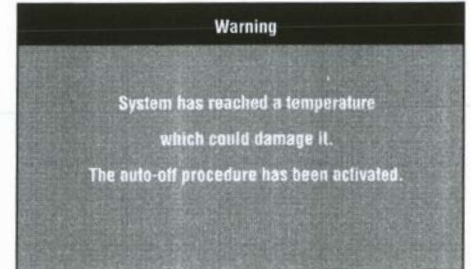 Warning
System has reached a temperature
which could damage it.
The auto-off procedure has been activated.